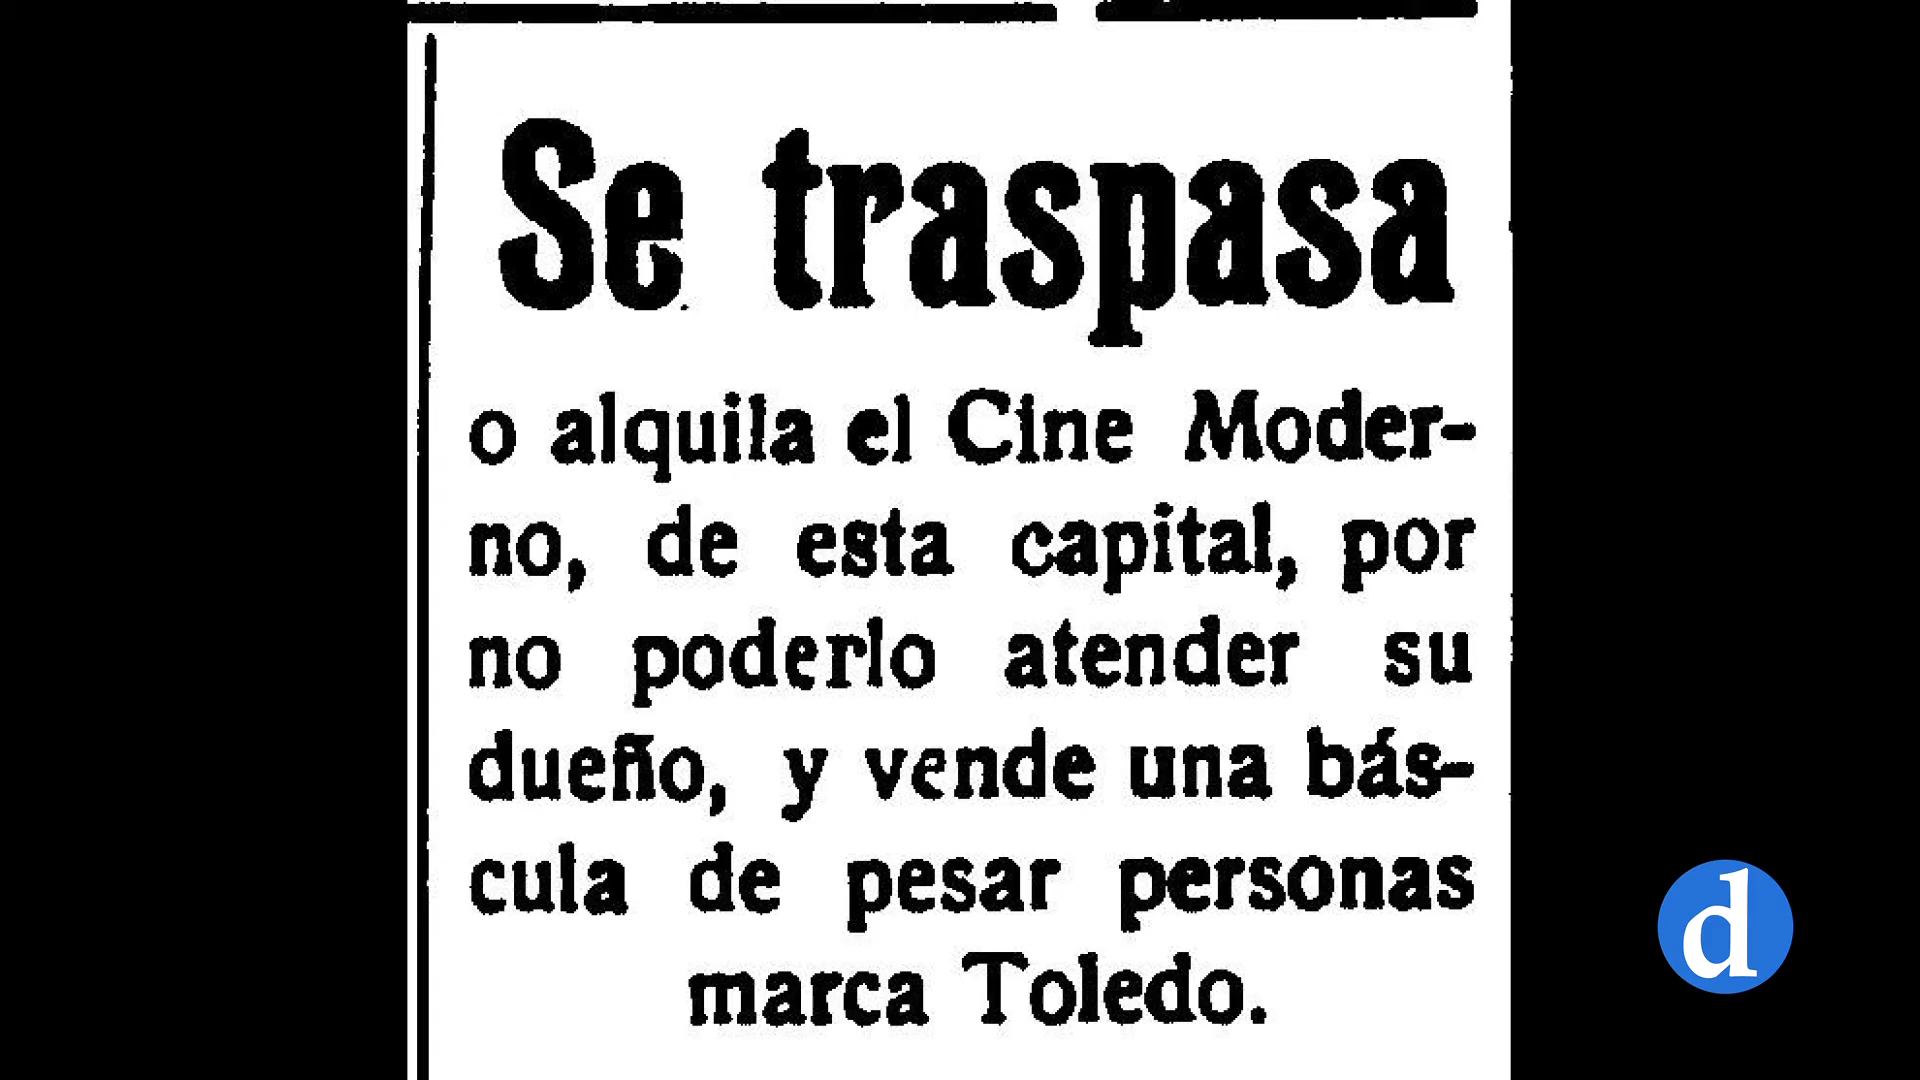 Se traspasa
o alquila el Cine Moder-
no, de esta capital, por
no poderlo atender su
dueño, y vende una bás-
cula de pesar personas
marca Toledo.
d